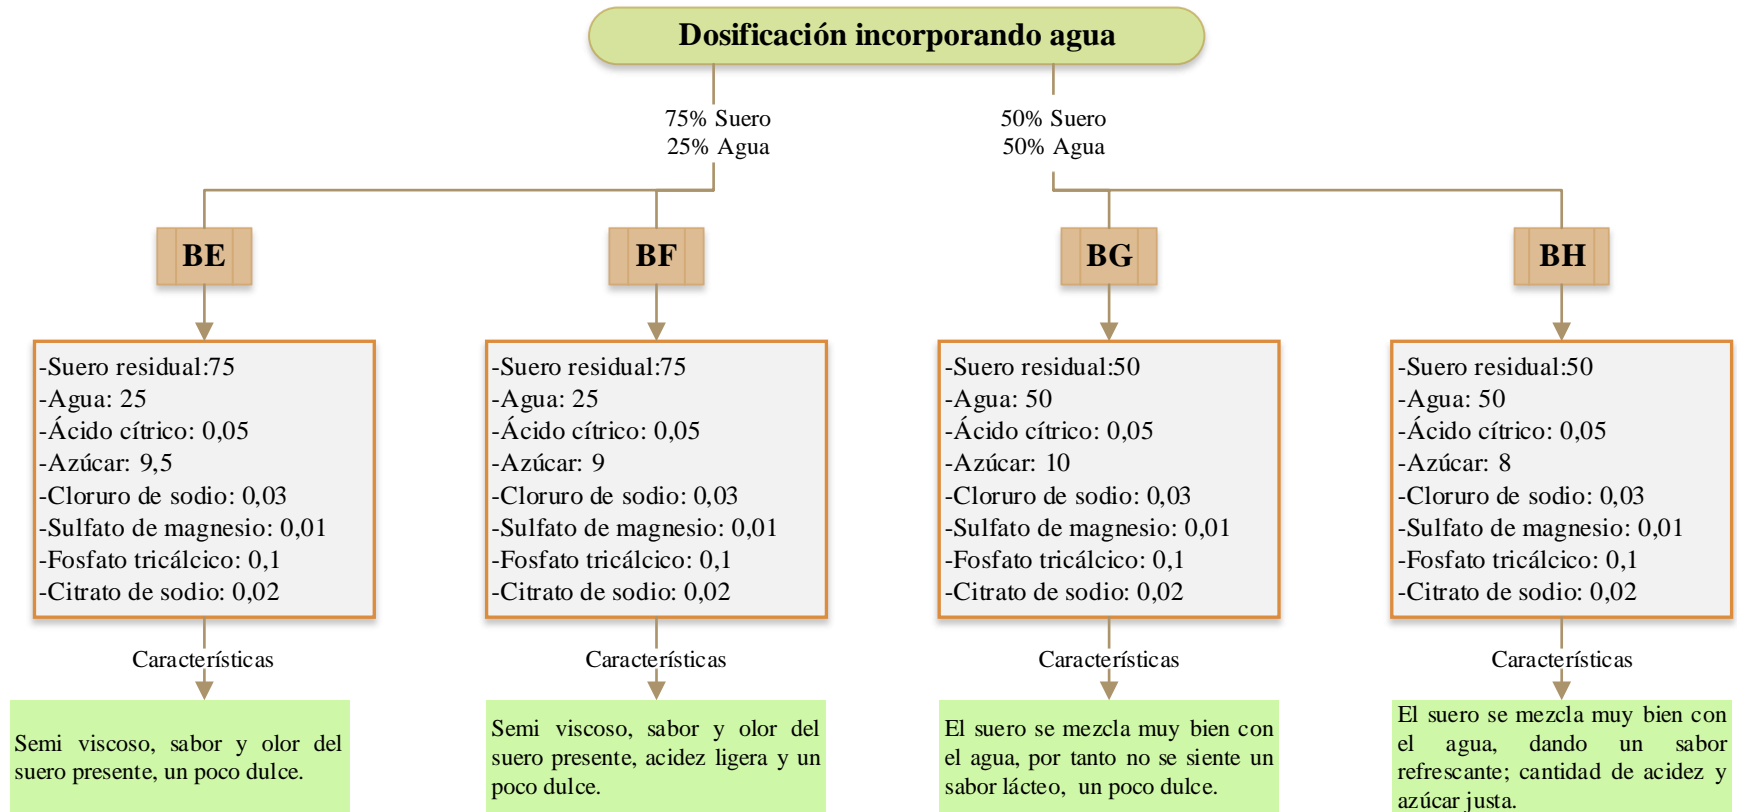 Dosificación incorporando agua
75% Suero
25% Agua
50% Suero
50% Agua
BE
BF
BG
BH
-Suero residual:75
-Agua: 25
-Ácido cítrico: 0,05
-Azúcar: 9,5
-Cloruro de sodio: 0,03
-Sulfato de magnesio: 0,01
-Fosfato tricálcico: 0,1
-Citrato de sodio: 0,02
-Suero residual:75
-Agua: 25
-Ácido cítrico: 0,05
-Azúcar: 9
-Cloruro de sodio: 0,03
-Sulfato de magnesio: 0,01
-Fosfato tricálcico: 0,1
-Citrato de sodio: 0,02
-Suero residual:50
-Agua: 50
-Ácido cítrico: 0,05
-Azúcar: 10
-Cloruro de sodio: 0,03
-Sulfato de magnesio: 0,01
-Fosfato tricálcico: 0,1
-Citrato de sodio: 0,02
-Suero residual:50
-Agua: 50
-Ácido cítrico: 0,05
-Azúcar: 8
-Cloruro de sodio: 0,03
-Sulfato de magnesio: 0,01
-Fosfato tricálcico: 0,1
-Citrato de sodio: 0,02
Características
Características
Características
Características
Semi viscoso, sabor y olor del
suero presente, un poco dulce.
Semi viscoso, sabor y olor del
suero presente, acidez ligera y un
poco dulce.
El suero se mezcla muy bien con
el agua, por tanto no se siente un
sabor lácteo, un poco dulce.
El suero se mezcla muy bien con
el agua, dando un sabor
refrescante; cantidad de acidez y
azúcar justa.